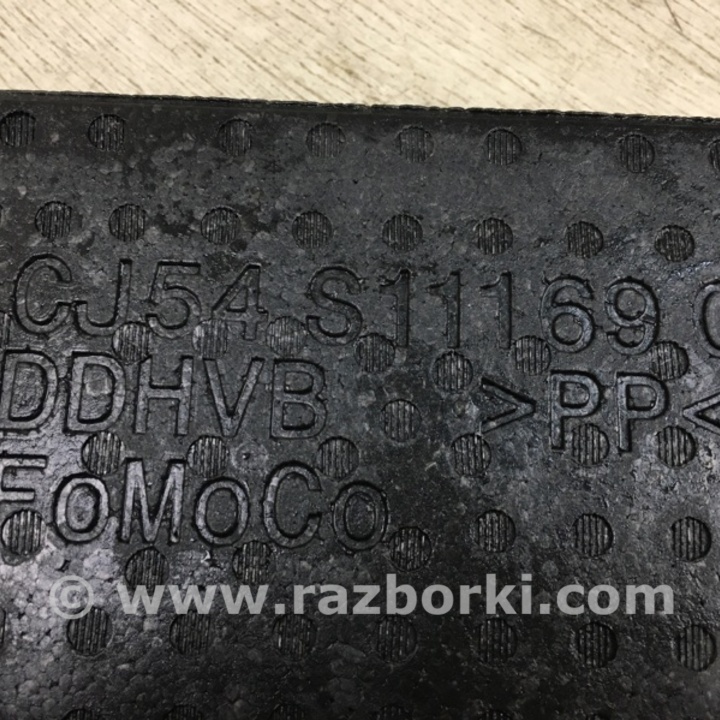 CJ54 S11169
DDHVB >PP<
FoMoCo
© www.razborki.com